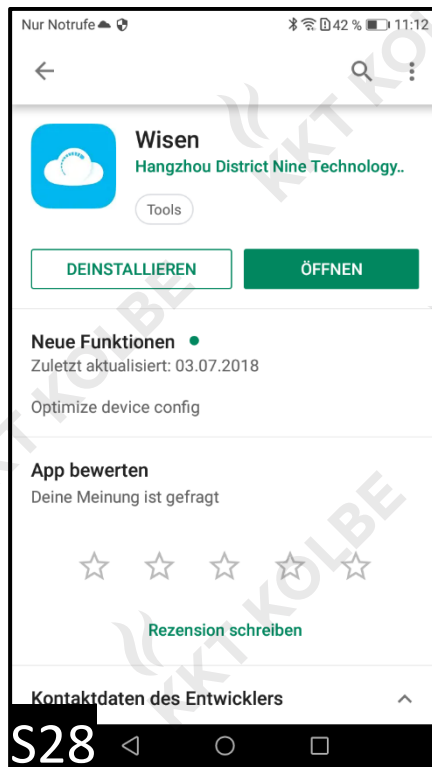 Nur Notrufe 42 % 11:12
Wisen
Hangzhou District Nine Technology..
Tools
DEINSTALLIEREN
ÖFFNEN
Neue Funktionen
Zuletzt aktualisiert: 03.07.2018
Optimize device config
App bewerten
Deine Meinung ist gefragt
Rezension schreiben
Kontaktdaten des Entwicklers
S28
KKT KOLBE
KKT KOLBE
KKT KOLBE
KKT KOLBE